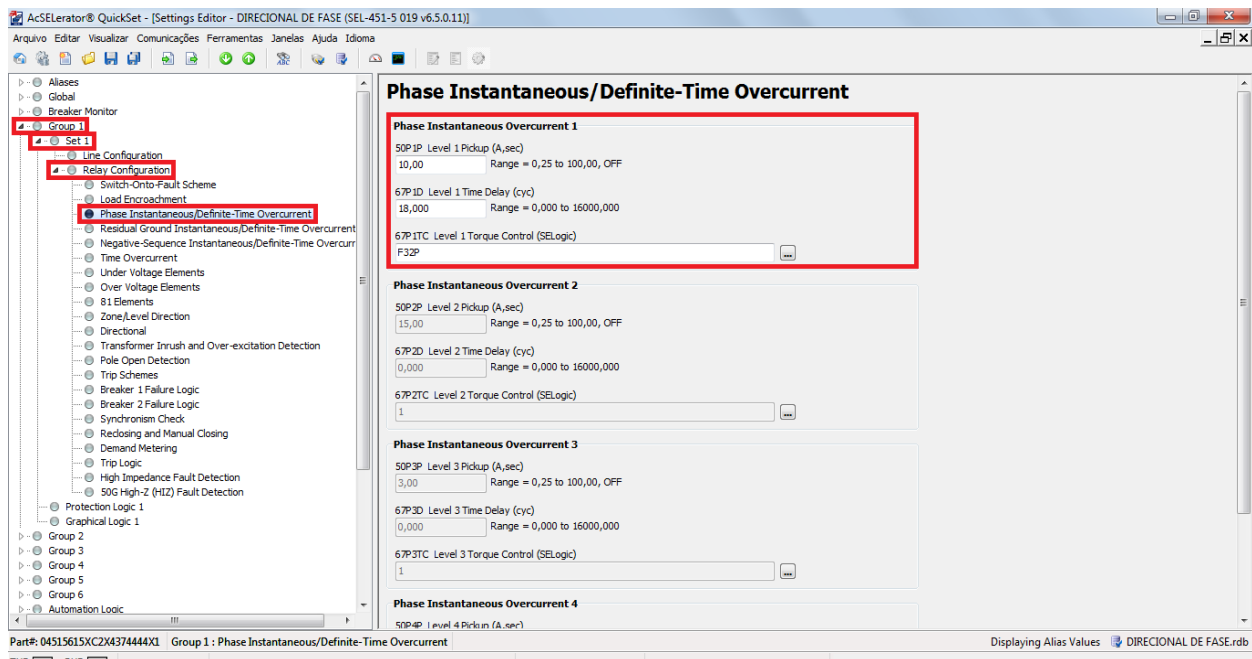 AcSELerator® QuickSet - [Settings Editor - DIRECIONAL DE FASE (SEL-451-5 019 v6.5.0.11)]
Arquivo Editar Visualizar Comunicações Ferramentas Janelas Ajuda Idioma
Aliases
Global
Breaker Monitor
Group 1
Set 1
Line Configuration
Relay Configuration
Switch-Onto-Fault Scheme
Load Encroachment
Phase Instantaneous/Definite-Time Overcurrent
Residual Ground Instantaneous/Definite-Time Overcurrent
Negative-Sequence Instantaneous/Definite-Time Overcurr
Time Overcurrent
Under Voltage Elements
Over Voltage Elements
81 Elements
Zone/Level Direction
Directional
Transformer Inrush and Over-excitation Detection
Pole Open Detection
Trip Schemes
Breaker 1 Failure Logic
Breaker 2 Failure Logic
Synchronism Check
Reclosing and Manual Closing
Demand Metering
Trip Logic
High Impedance Fault Detection
50G High-Z (HIZ) Fault Detection
Protection Logic 1
Graphical Logic 1
Group 2
Group 3
Group 4
Group 5
Group 6
Automation Logic
Phase Instantaneous/Definite-Time Overcurrent
Phase Instantaneous Overcurrent 1
50P1P Level 1 Pickup (A,sec)
10,00 Range = 0,25 to 100,00, OFF
67P1D Level 1 Time Delay (cyc)
18,000 Range = 0,000 to 16000,000
67P1TC Level 1 Torque Control (SELogic)
F32P
...
Phase Instantaneous Overcurrent 2
50P2P Level 2 Pickup (A,sec)
15,00 Range = 0,25 to 100,00, OFF
67P2D Level 2 Time Delay (cyc)
0,000 Range = 0,000 to 16000,000
67P2TC Level 2 Torque Control (SELogic)
1
...
Phase Instantaneous Overcurrent 3
50P3P Level 3 Pickup (A,sec)
3,00 Range = 0,25 to 100,00, OFF
67P3D Level 3 Time Delay (cyc)
0,000 Range = 0,000 to 16000,000
67P3TC Level 3 Torque Control (SELogic)
1
...
Phase Instantaneous Overcurrent 4
50P4P Level 4 Pickup (A,sec)
Part#: 04515615XC2X4374444X1 Group 1 : Phase Instantaneous/Definite-Time Overcurrent
Displaying Alias Values DIRECIONAL DE FASE.rdb